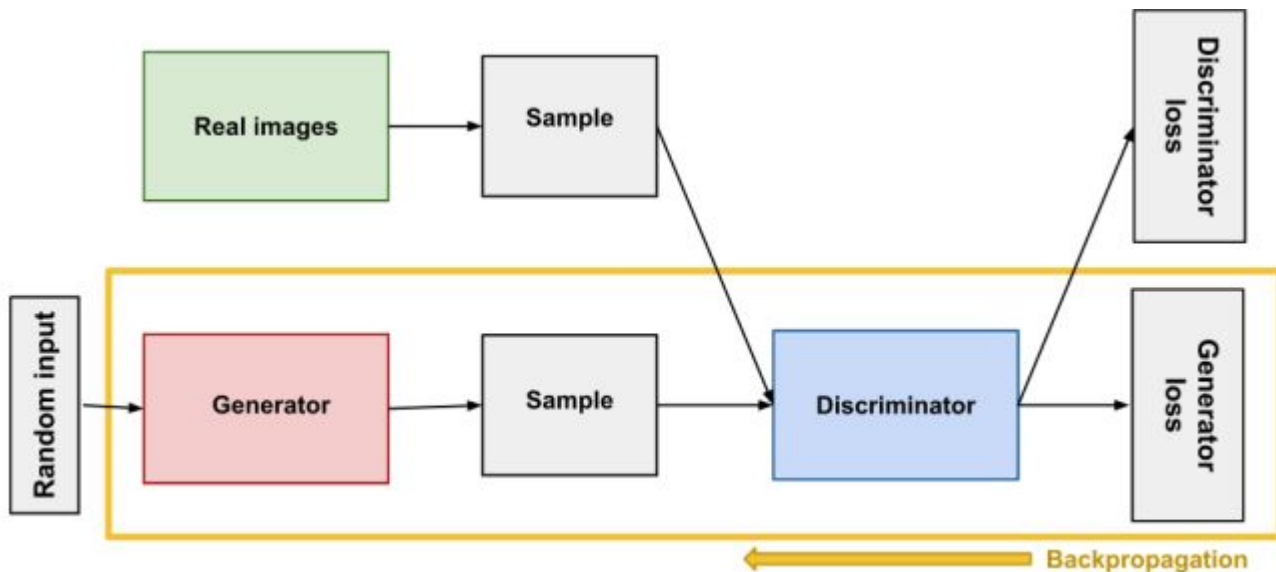 Real images
Sample
Discriminator
loss
Random input
Generator
Sample
Discriminator
Generator
loss
Backpropagation